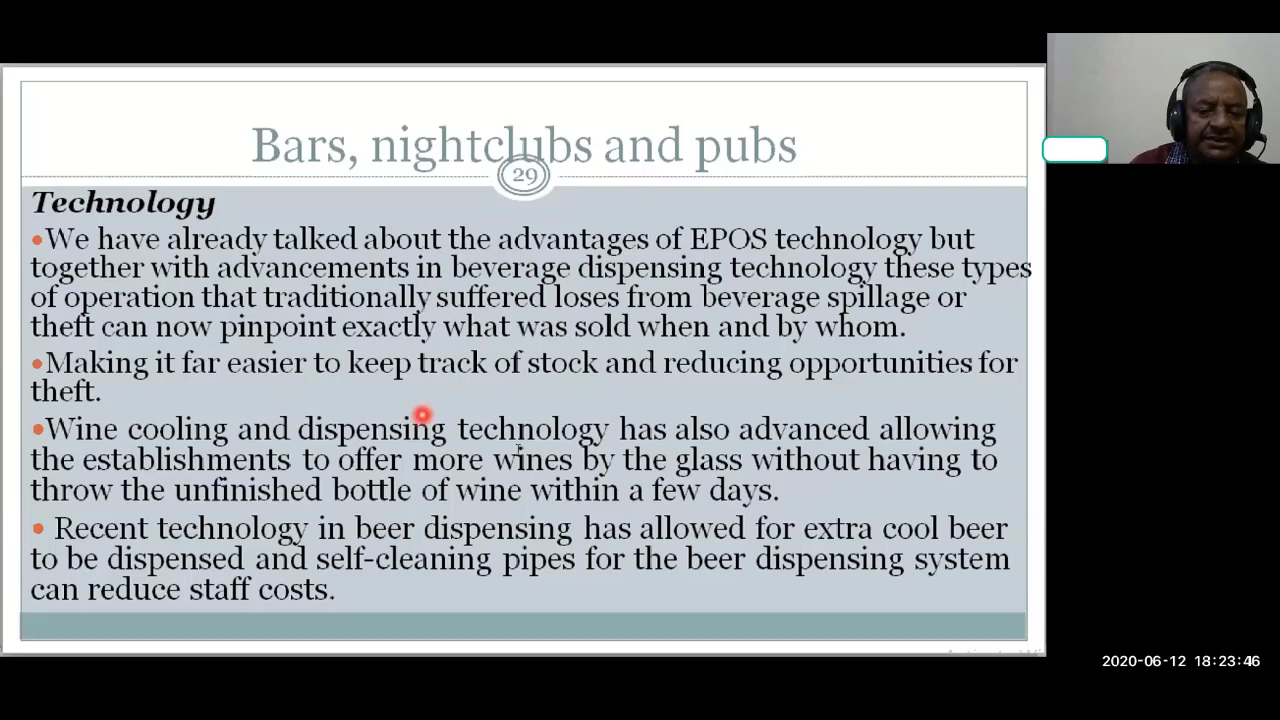 Bars, nightclubs and pubs
29
Technology
•We have already talked about the advantages of EPOS technology but
together with advancements in beverage dispensing technology these types
of operation that traditionally suffered loses from beverage spillage or
theft can now pinpoint exactly what was sold when and by whom.
•Making it far easier to keep track of stock and reducing opportunities for
theft.
•Wine cooling and dispensing technology has also advanced allowing
the establishments to offer more wines by the glass without having to
throw the unfinished bottle of wine within a few days.
• Recent technology in beer dispensing has allowed for extra cool beer
to be dispensed and self-cleaning pipes for the beer dispensing system
can reduce staff costs.
2020-06-12 18:23:46